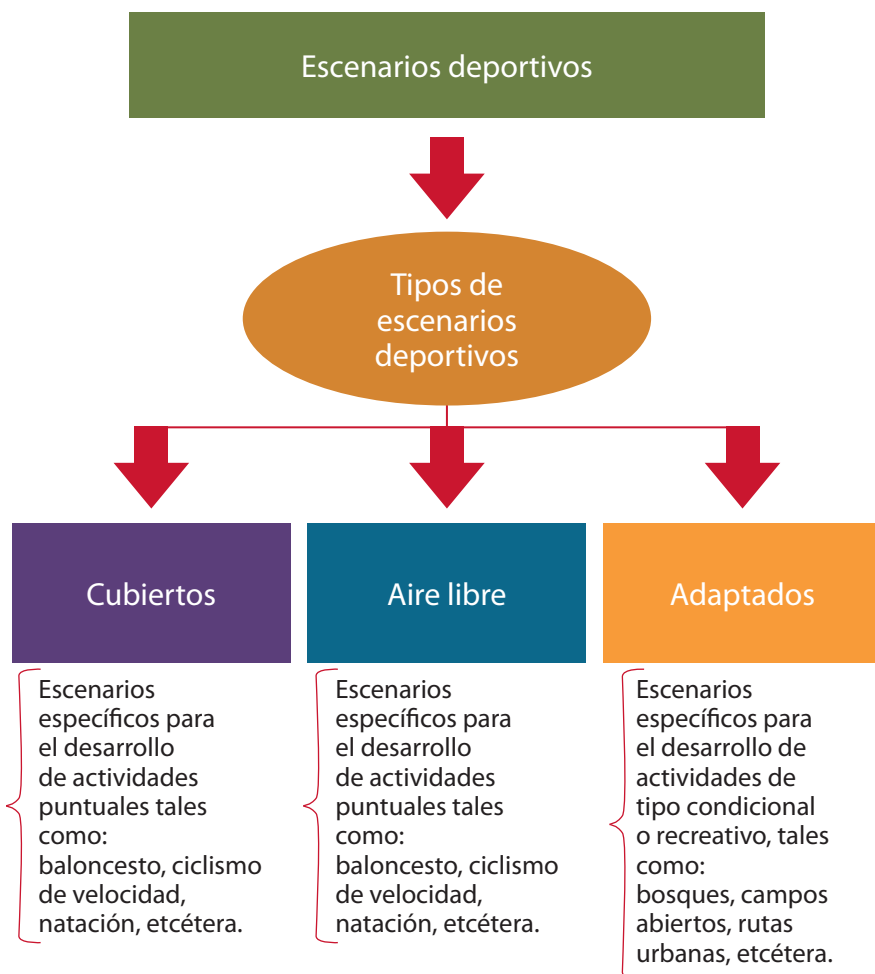 Escenarios deportivos
Tipos de
escenarios
deportivos
Cubiertos
Escenarios
específicos para
el desarrollo
de actividades
puntuales tales
como:
baloncesto, ciclismo
de velocidad,
natación, etcétera.
Aire libre
Escenarios
específicos para
el desarrollo
de actividades
puntuales tales
como:
baloncesto, ciclismo
de velocidad,
natación, etcétera.
Adaptados
Escenarios
específicos para
el desarrollo de
actividades de
tipo condicional
o recreativo, tales
como:
bosques, campos
abiertos, rutas
urbanas, etcétera.